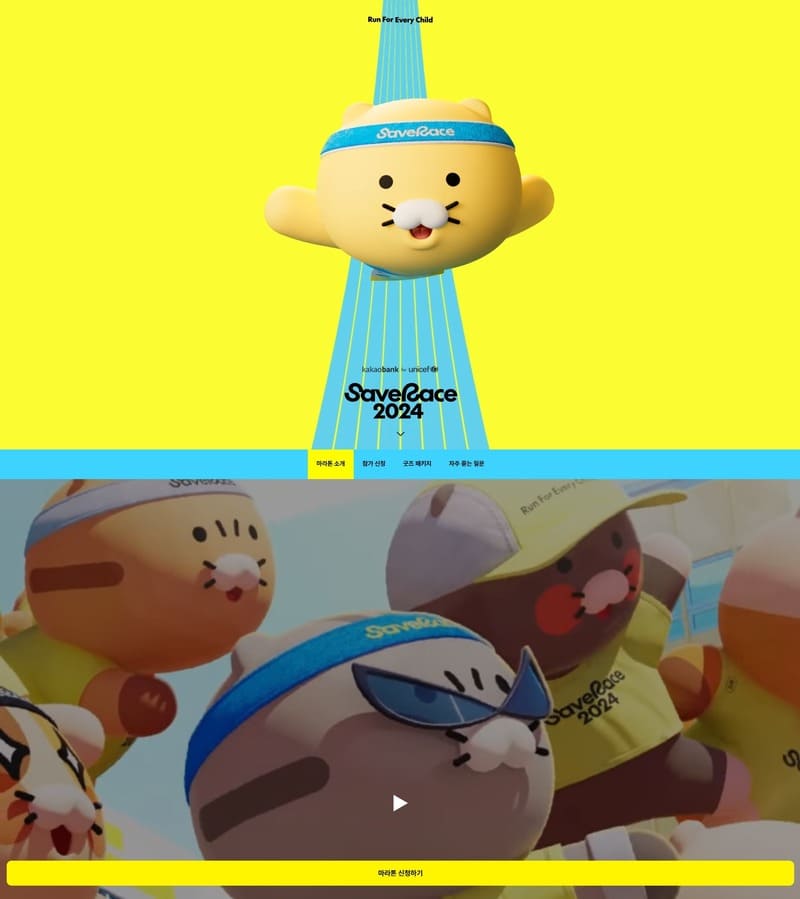 Run For Every Child
SaveRace
kakaobank for unicef
SaveRace
2024
마라톤 소개
참가 신청
굿즈 패키지
자주 묻는 질문
SaveRace
Run For Every
SaveRace
SaveRace
2024
마라톤 신청하기